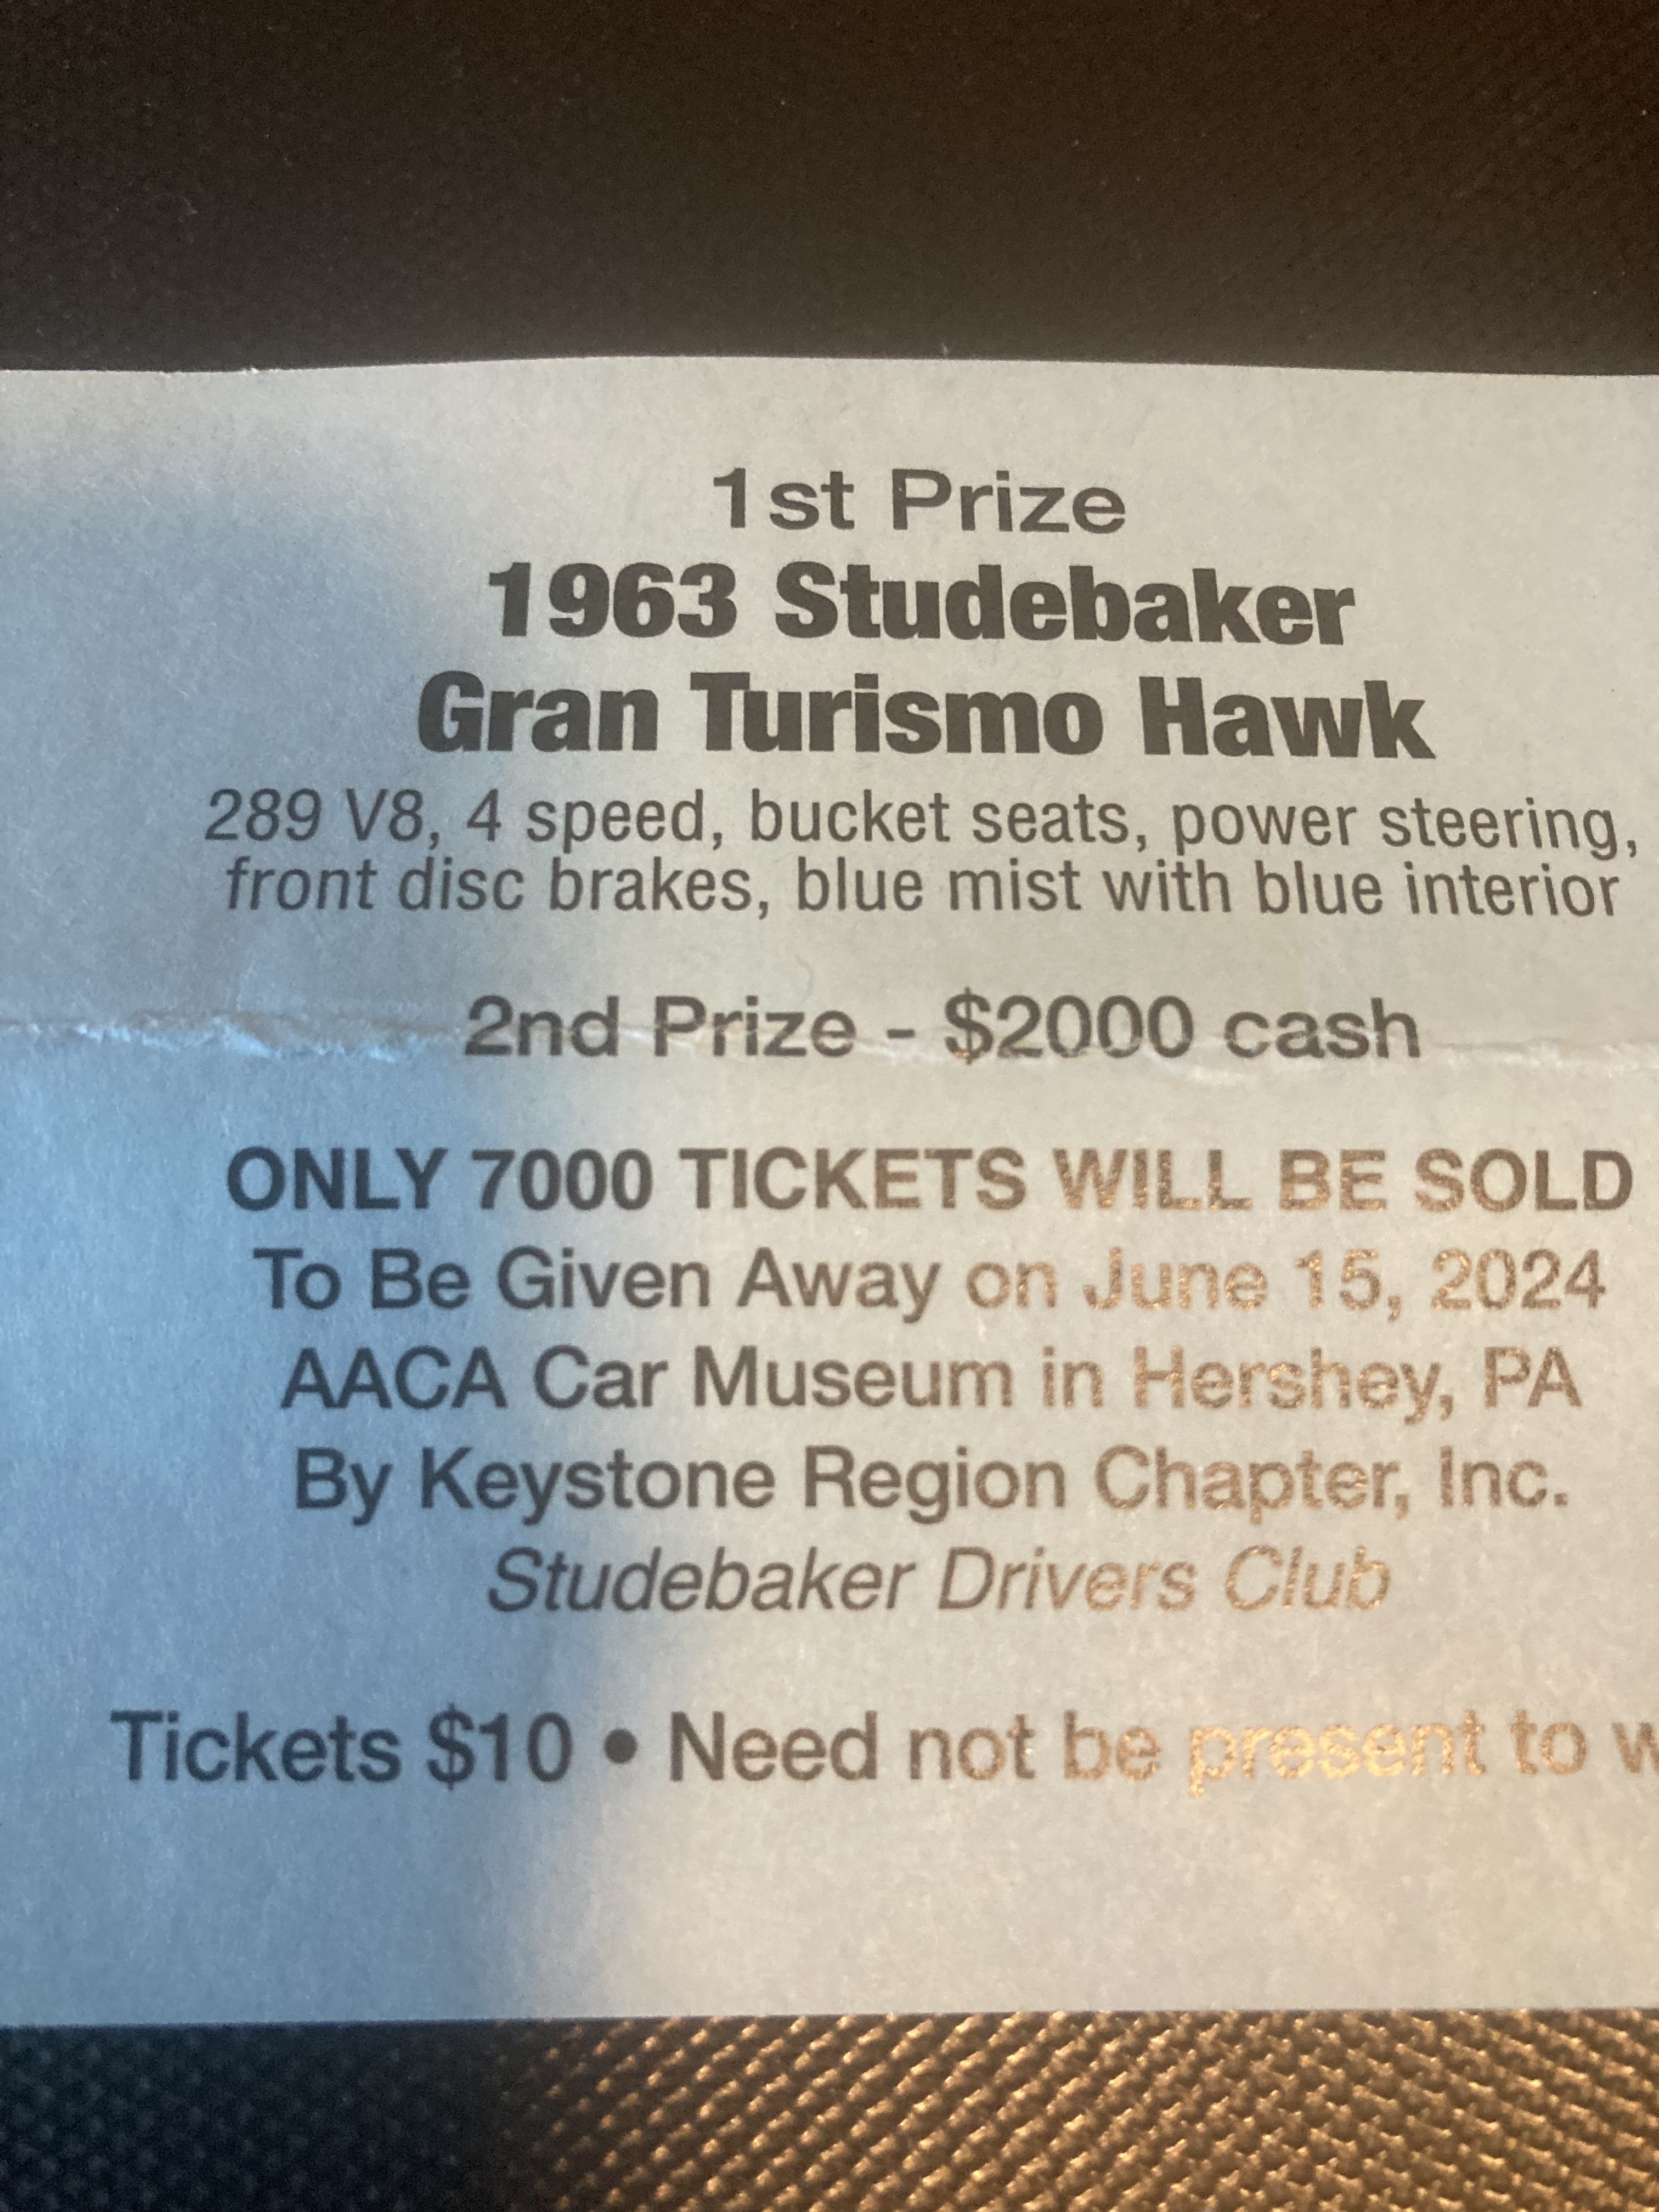 1st Prize
1963 Studebaker
Gran Turismo Hawk
289 V8, 4 speed, bucket seats, power steering,
front disc brakes, blue mist with blue interior
2nd Prize - $2000 cash
ONLY 7000 TICKETS WILL BE SOLD
To Be Given Away on June 15, 2024
AACA Car Museum in Hershey, PA
By Keystone Region Chapter, Inc.
Studebaker Drivers Club
Tickets $10 • Need not be present to